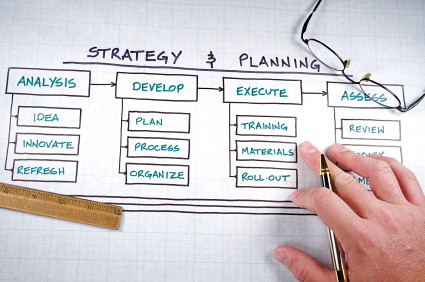 STRATEGY & PLANNING
ANALYSIS
DEVELOP
EXECUTE
ASSESS
IDEA
PLAN
TRAINING
REVIEW
INNOVATE
PROCESS
MATERIALS
REFRESH
ORGANIZE
ROLL-OUT